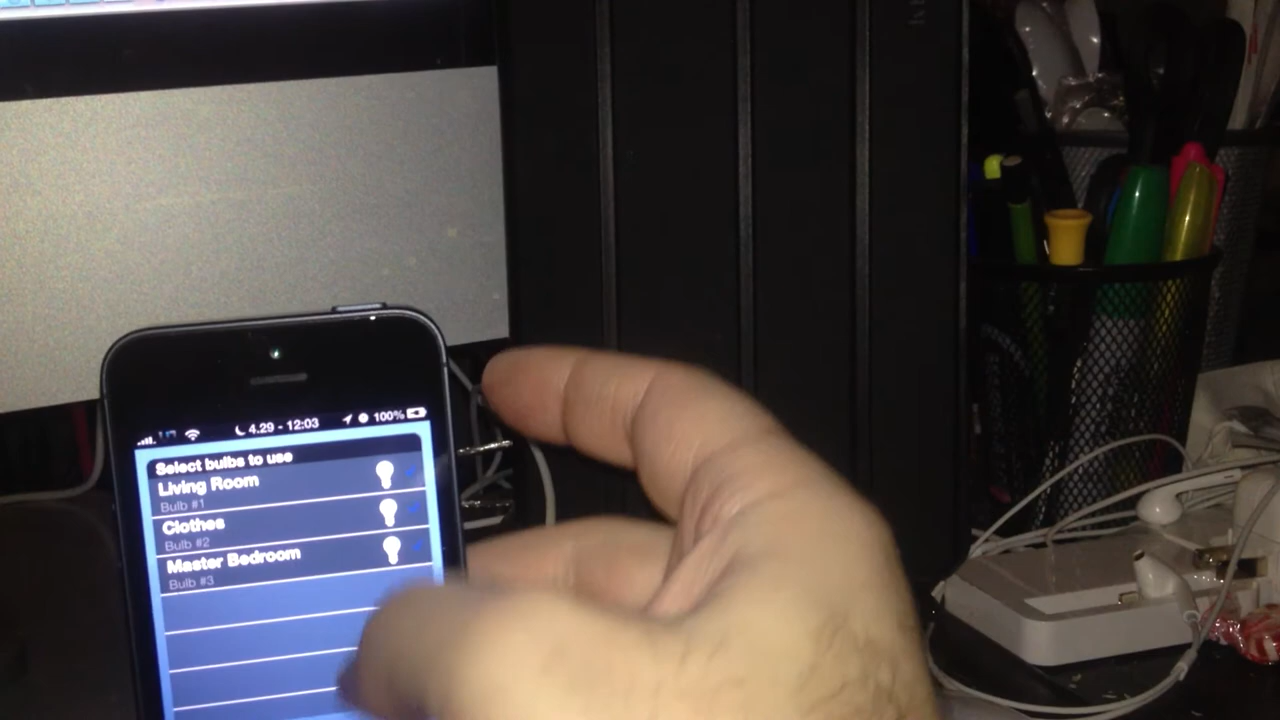 4.29 - 12:03 100%
Select bulbs to use
Living Room
Bulb #1
Clothes
Bulb #2
Master Bedroom
Bulb #3